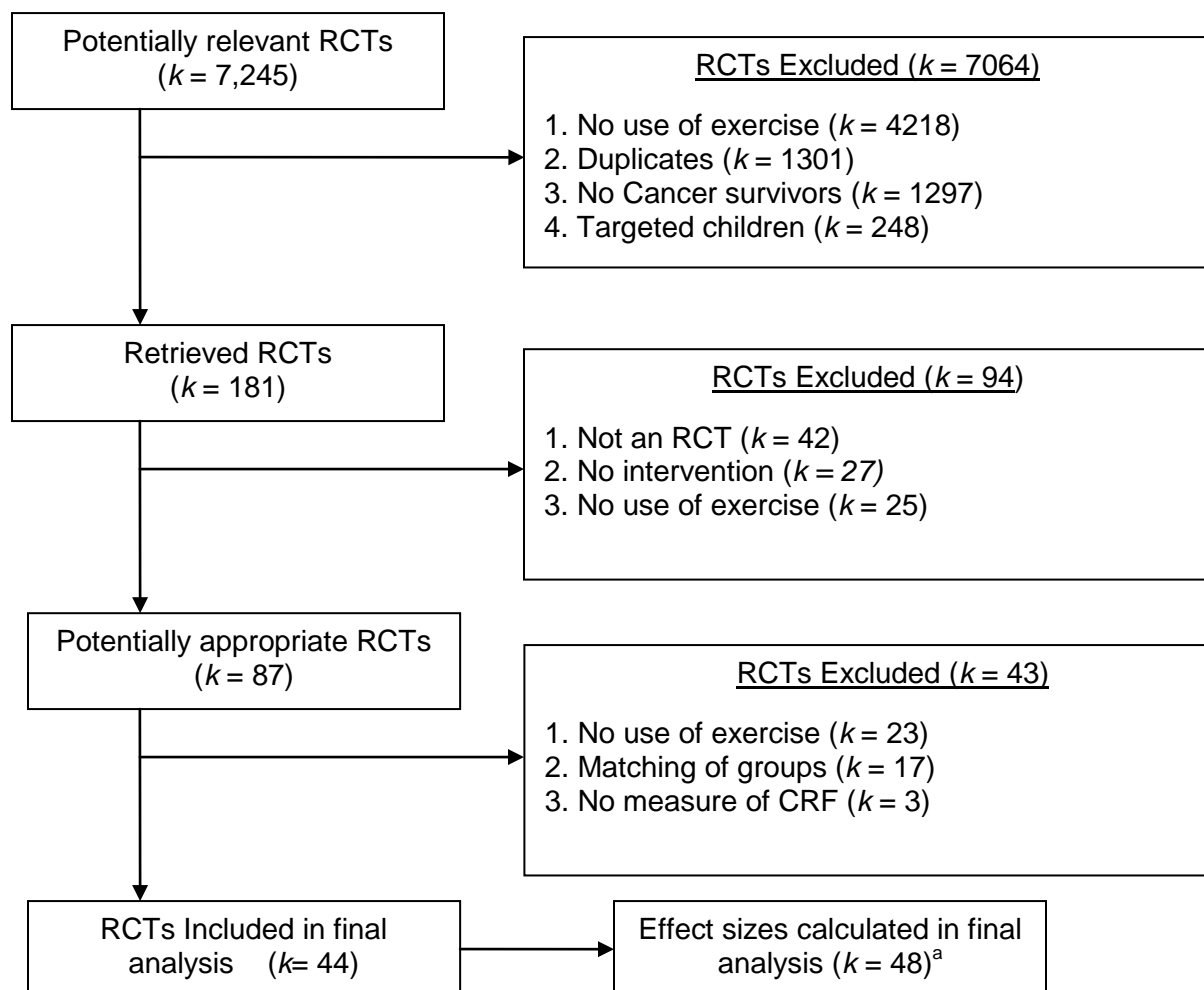 Potentially relevant RCTs
(k = 7,245)
RCTs Excluded (k = 7064)
1. No use of exercise (k = 4218)
2. Duplicates (k = 1301)
3. No Cancer survivors (k = 1297)
4. Targeted children (k = 248)
Retrieved RCTs
(k = 181)
RCTs Excluded (k = 94)
1. Not an RCT (k = 42)
2. No intervention (k = 27)
3. No use of exercise (k = 25)
Potentially appropriate RCTs
(k = 87)
RCTs Excluded (k = 43)
1. No use of exercise (k = 23)
2. Matching of groups (k = 17)
3. No measure of CRF (k = 3)
RCTs Included in final
analysis (k= 44)
Effect sizes calculated in final
analysis (k = 48)ᵃ